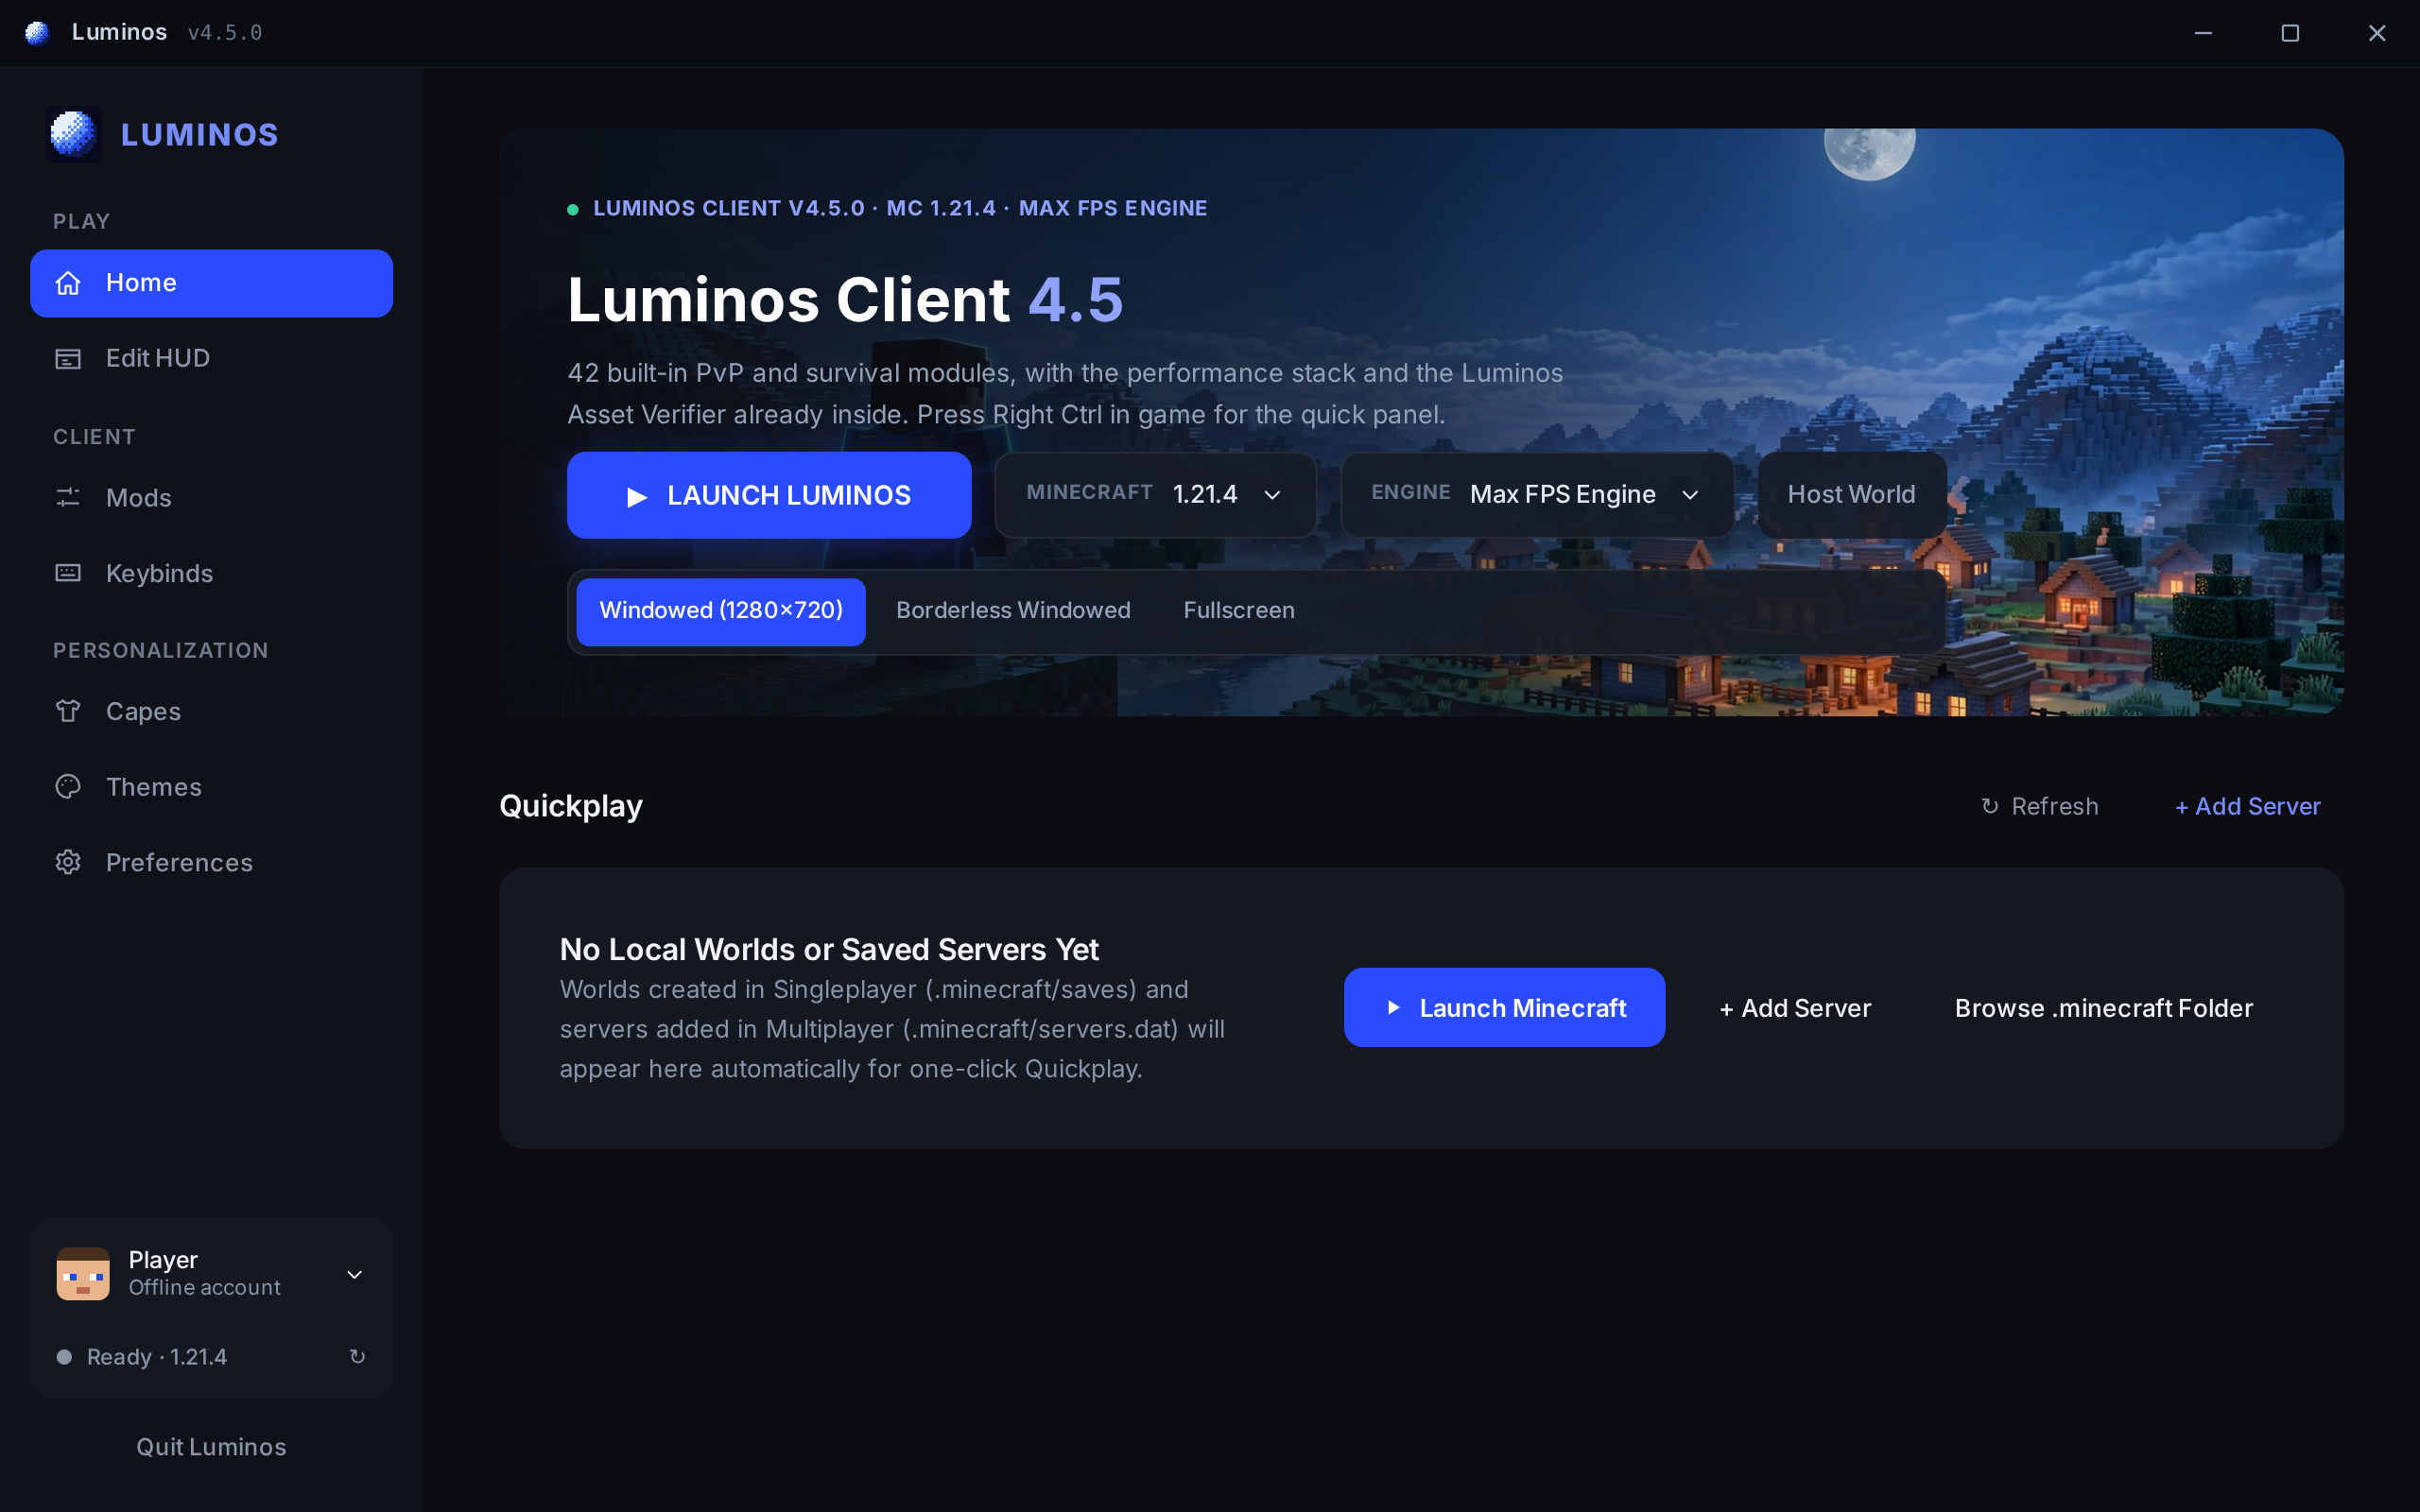 Luminos v4.5.0
LUMINOS
PLAY
Home
Edit HUD
CLIENT
Mods
Keybinds
PERSONALIZATION
Capes
Themes
Preferences
Player
Offline account
Ready · 1.21.4
Quit Luminos
LUMINOS CLIENT V4.5.0 · MC 1.21.4 · MAX FPS ENGINE
Luminos Client 4.5
42 built-in PvP and survival modules, with the performance stack and the Luminos
Asset Verifier already inside. Press Right Ctrl in game for the quick panel.
LAUNCH LUMINOS
MINECRAFT 1.21.4
ENGINE Max FPS Engine
Host World
Windowed (1280×720)
Borderless Windowed
Fullscreen
Quickplay
Refresh
+ Add Server
No Local Worlds or Saved Servers Yet
Worlds created in Singleplayer (.minecraft/saves) and
servers added in Multiplayer (.minecraft/servers.dat) will
appear here automatically for one-click Quickplay.
Launch Minecraft
+ Add Server
Browse .minecraft Folder